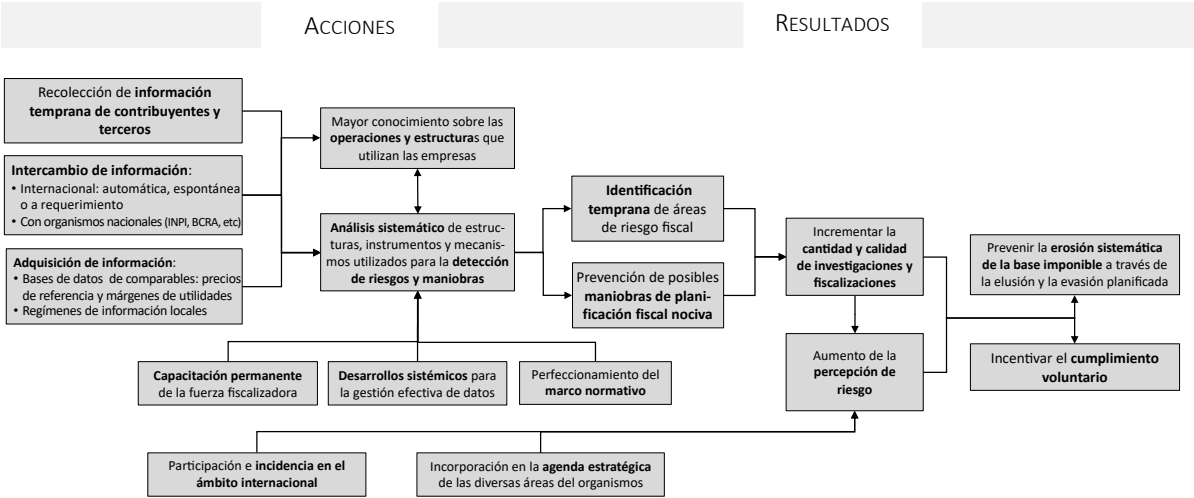 ACCIONES
RESULTADOS
Recolección de información
temprana de contribuyentes y
terceros
Intercambio de información:
• Internacional: automática, espontánea
o a requerimiento
• Con organismos nacionales (INPI, BCRA, etc)
Adquisición de información:
• Bases de datos de comparables: precios
de referencia y márgenes de utilidades
• Regímenes de información locales
Mayor conocimiento sobre las
operaciones y estructuras que
utilizan las empresas
Análisis sistemático de estruc-
turas, instrumentos y mecanis-
mos utilizados para la detección
de riesgos y maniobras
Capacitación permanente
de la fuerza fiscalizadora
Desarrollos sistémicos para
la gestión efectiva de datos
Perfeccionamiento del
marco normativo
Identificación
temprana de áreas
de riesgo fiscal
Prevención de posibles
maniobras de plani-
ficación fiscal nociva
Incrementar la
cantidad y calidad
de investigaciones y
fiscalizaciones
Aumento de la
percepción de
riesgo
Prevenir la erosión sistemática
de la base imponible a través de
la elusión y la evasión planificada
Incentivar el cumplimiento
voluntario
Participación e incidencia en el
ámbito internacional
Incorporación en la agenda estratégica
de las diversas áreas del organismos